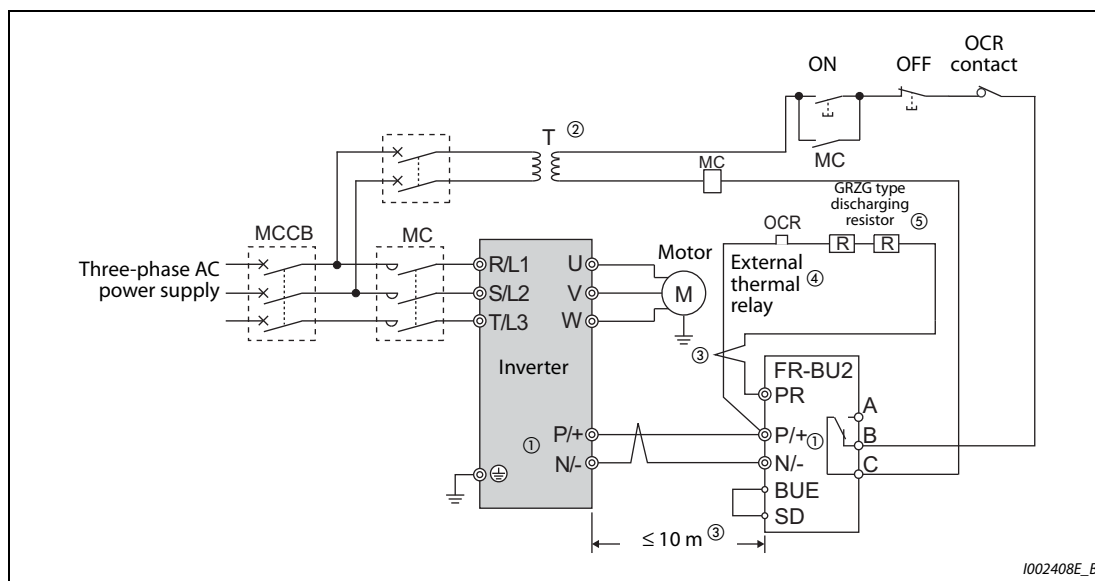 ON
OFF
OCR
contact
T ②
MC
MC
GRZG type
discharging
resistor ⑤
OCR
R
R
MCCB
MC
Motor
External
thermal ④
relay
Three-phase AC
power supply
R/L1
S/L2
T/L3
U
V
W
M
Inverter
③
FR-BU2
PR
A
① P/+
P/+ ①
B
N/-
N/-
C
BUE
SD
≤ 10 m ③
I002408E_B